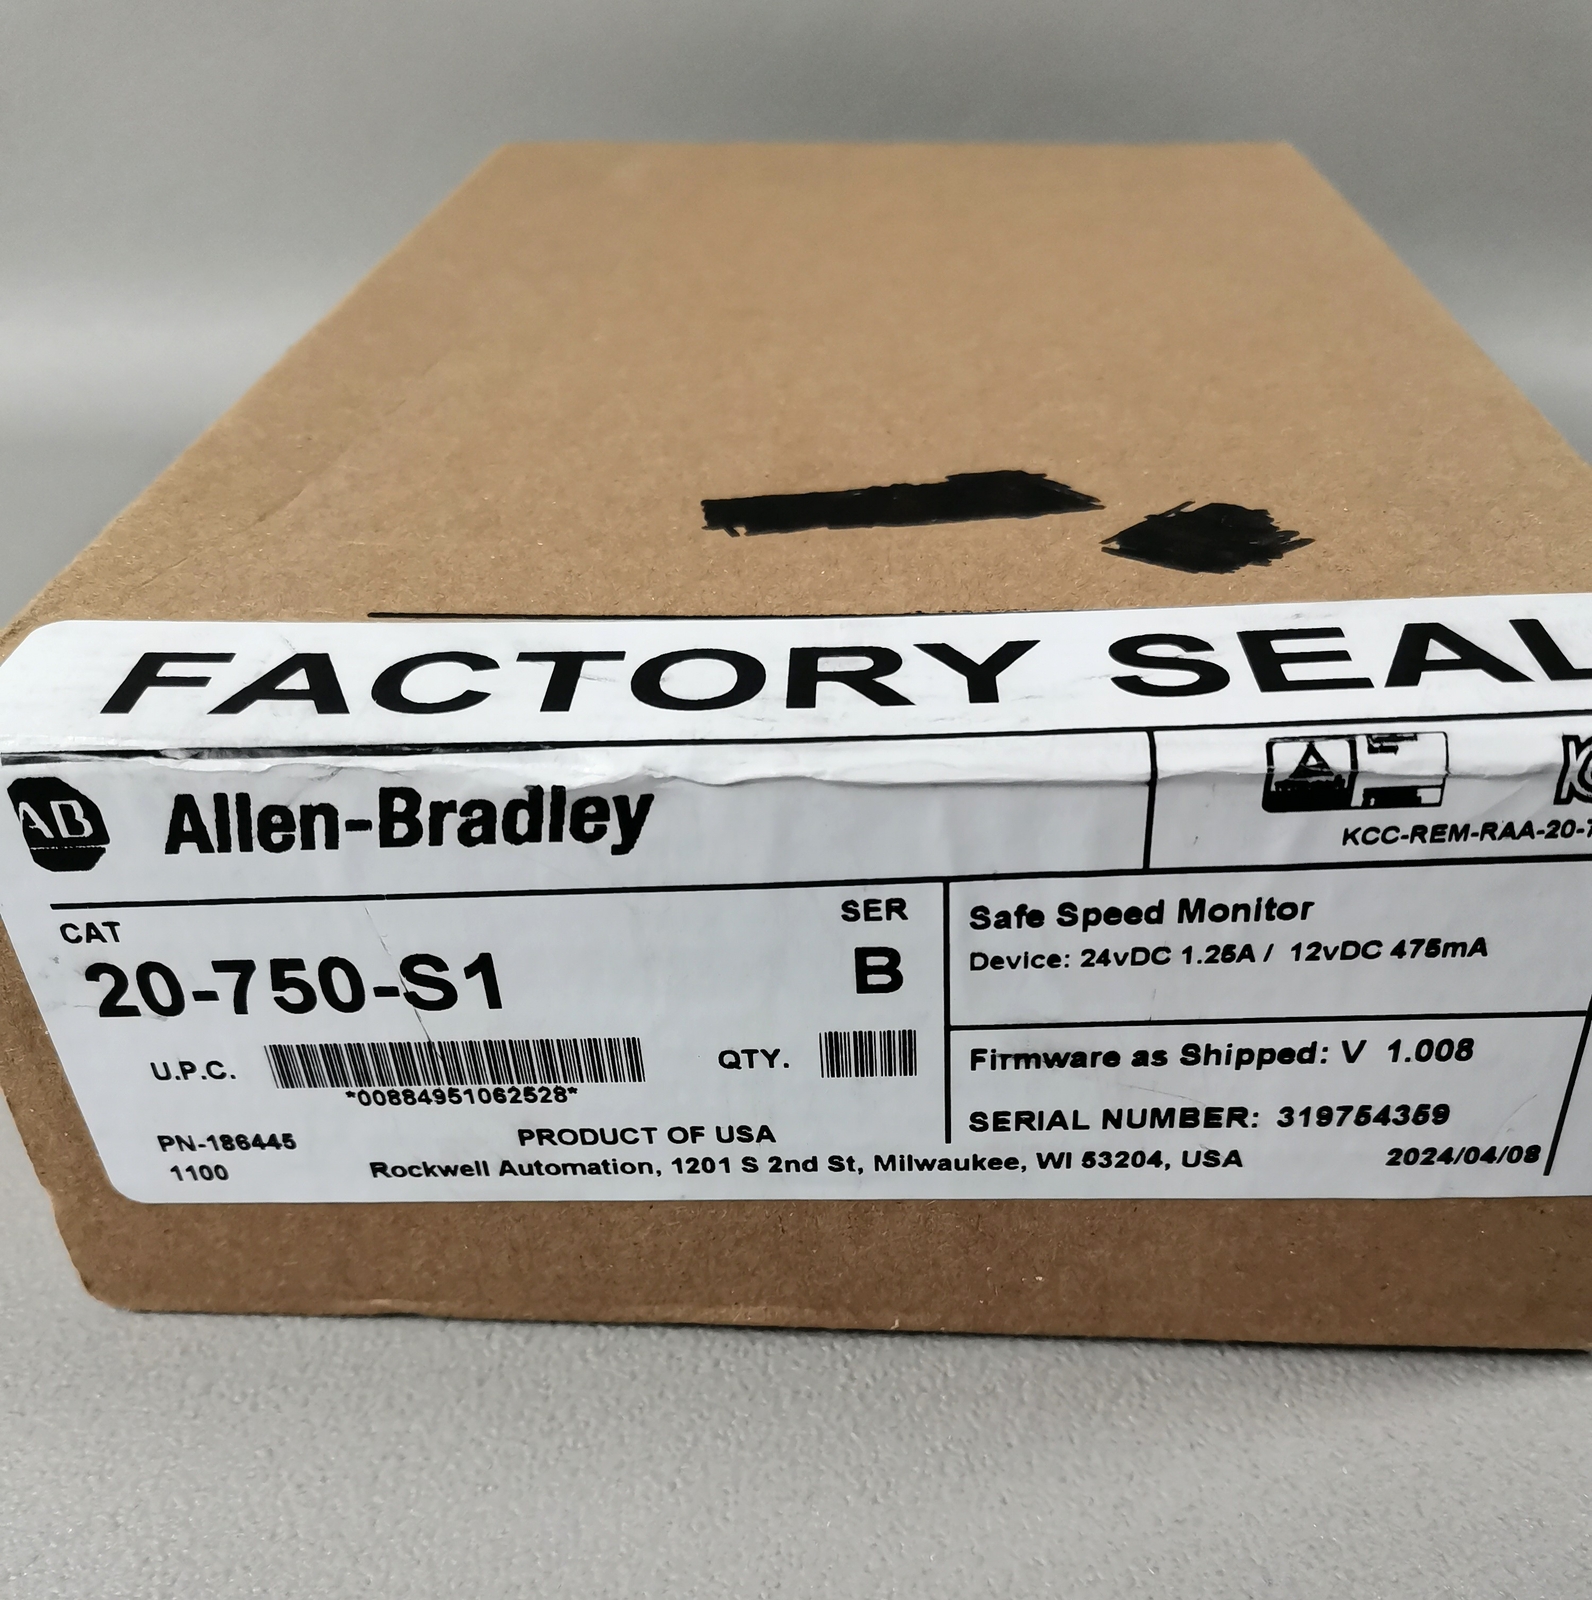 FACTORY SEAL
AB Allen-Bradley
KCC-REM-RAA-20-7
CAT
SER
20-750-S1
B
Safe Speed Monitor
Device: 24vDC 1.25A / 12vDC 475mA
U.P.C.
*00884951062528*
QTY.
Firmware as Shipped: V 1.008
SERIAL NUMBER: 319754359
2024/04/08
PN-186445
1100
PRODUCT OF USA
Rockwell Automation, 1201 S 2nd St, Milwaukee, WI 53204, USA